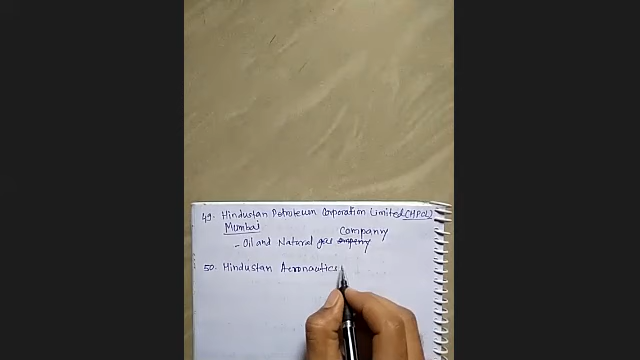 49. Hindustan Petroleum Corporation Limited (HPCL)
Mumbai
Company
- Oil and Natural gas
50. Hindustan Aeronautics